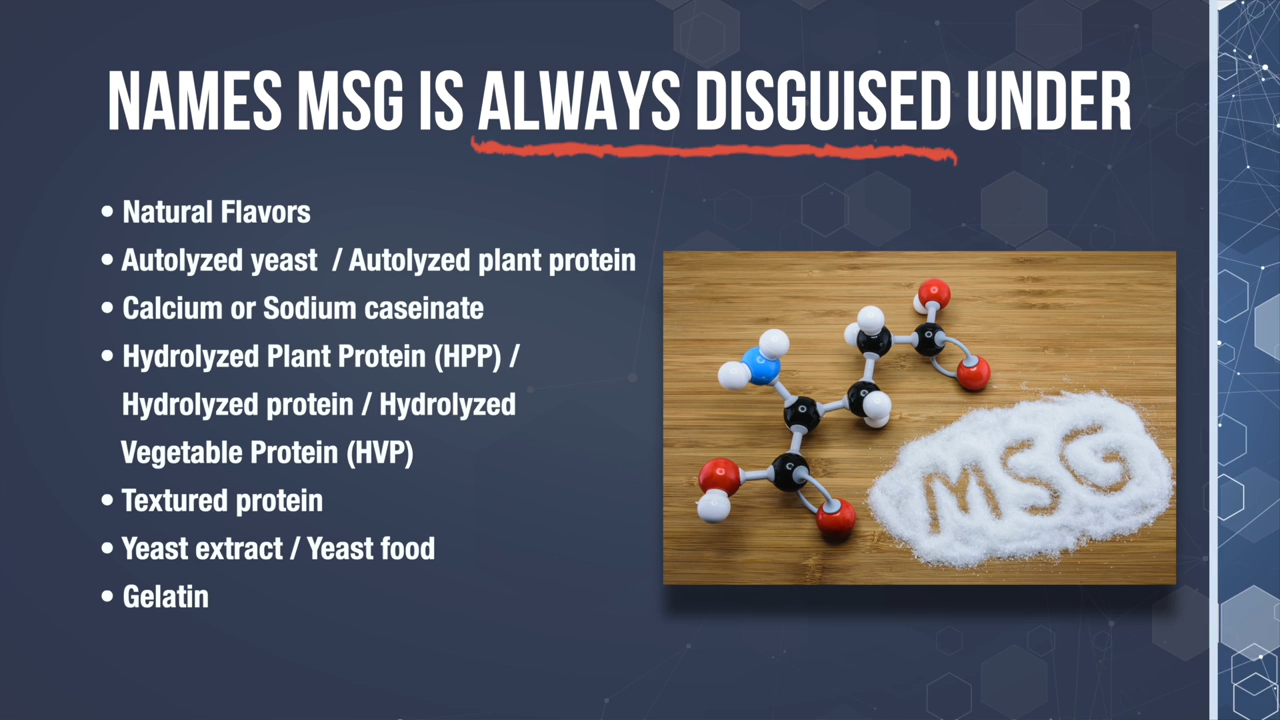 NAMES MSG IS ALWAYS DISGUISED UNDER
• Natural Flavors
• Autolyzed yeast / Autolyzed plant protein
• Calcium or Sodium caseinate
• Hydrolyzed Plant Protein (HPP) /
Hydrolyzed protein / Hydrolyzed
Vegetable Protein (HVP)
• Textured protein
• Yeast extract / Yeast food
• Gelatin
MSG